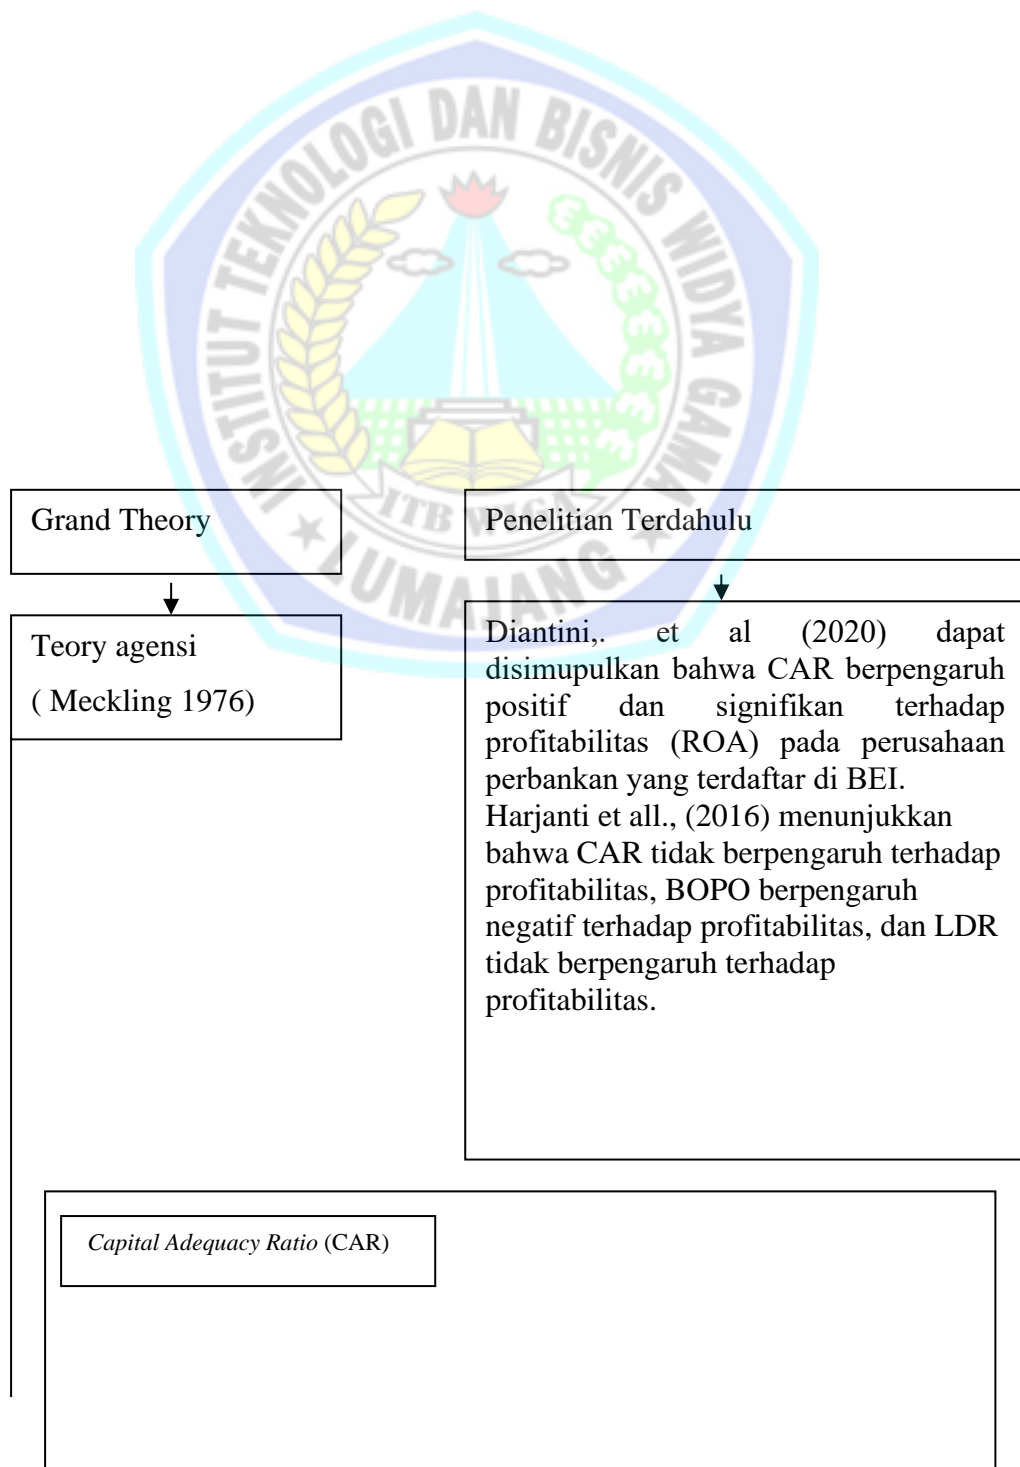 INSTITUT TEKNOLOGI DAN BISNIS WIDYA GAMA
ITB WIGA
LUMAJANG
Grand Theory
Penelitian Terdahulu
Teory agensi
( Meckling 1976)
Diantini,. et al (2020) dapat
disimupulkan bahwa CAR berpengaruh
positif dan signifikan terhadap
profitabilitas (ROA) pada perusahaan
perbankan yang terdaftar di BEI.
Harjanti et all., (2016) menunjukkan
bahwa CAR tidak berpengaruh terhadap
profitabilitas, BOPO berpengaruh
negatif terhadap profitabilitas, dan LDR
tidak berpengaruh terhadap
profitabilitas.
Capital Adequacy Ratio (CAR)